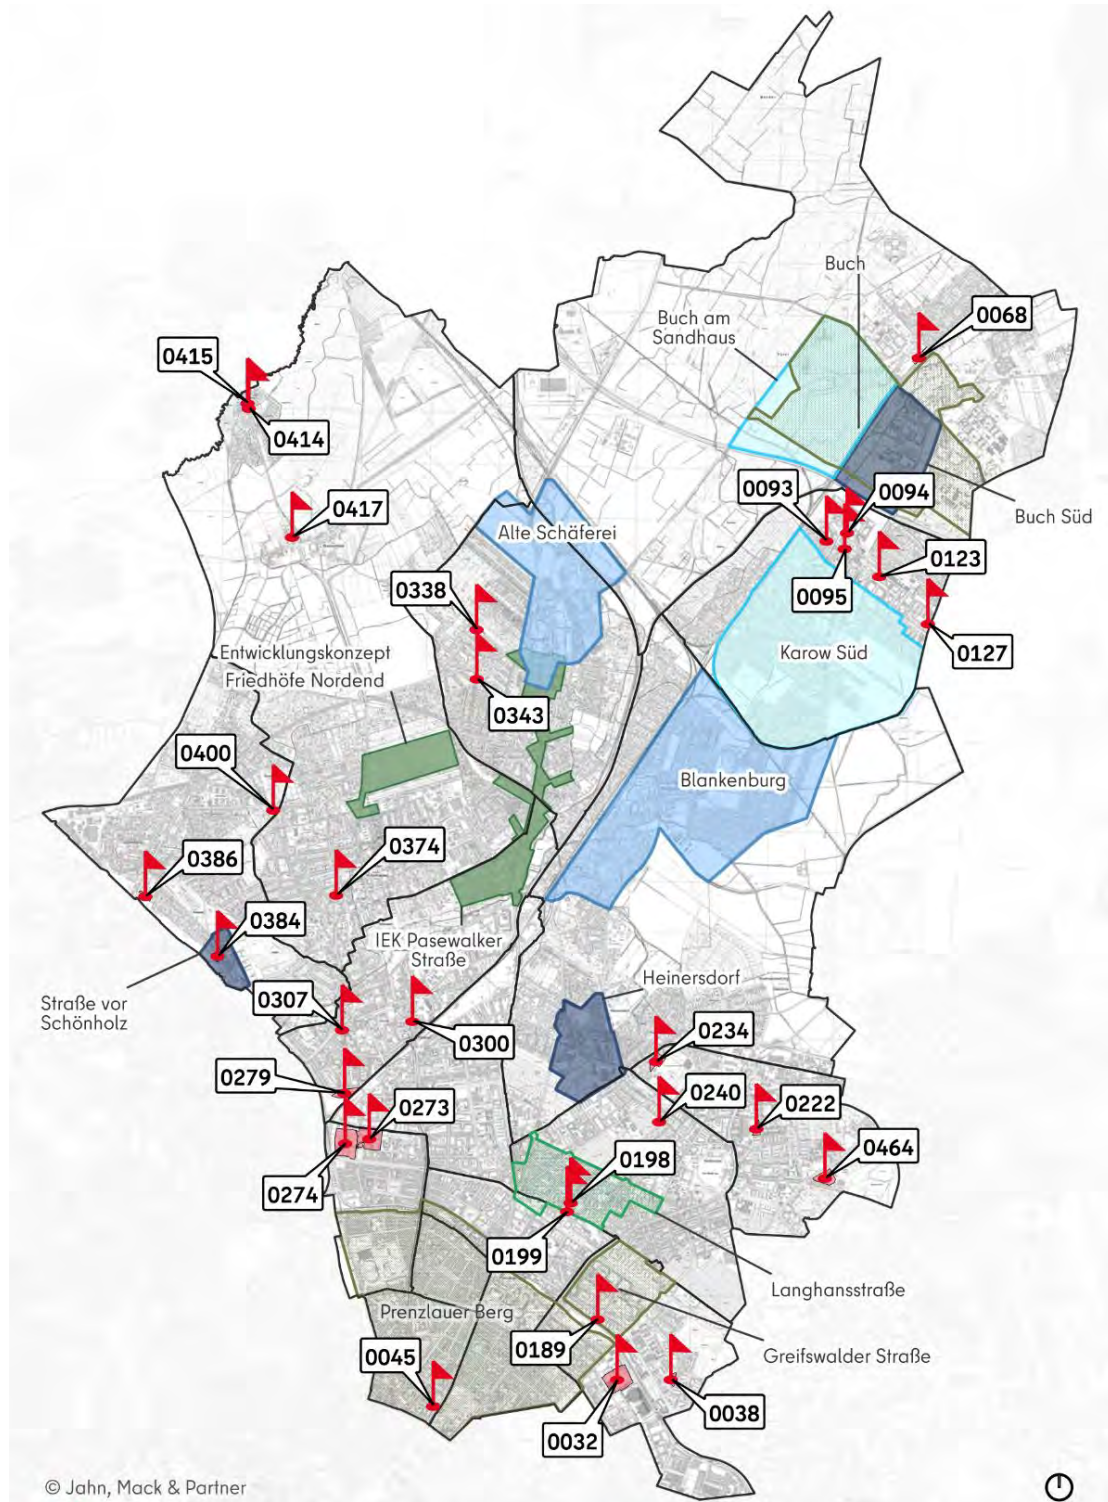 Buch
Buch am
Sandhaus
0068
0415
0414
0093
0094
Buch Süd
0417
Alte Schäferei
0123
0338
0095
Entwicklungskonzept
Friedhöfe Nordend
Karow Süd
0127
0343
0400
Blankenburg
0386
0374
0384
IEK Pasewalker
Straße
Heinersdorf
Straße vor
Schönholz
0307
0300
0234
0279
0273
0240
0222
0464
0274
0198
0199
Langhansstraße
Prenzlauer Berg
0189
Greifswalder Straße
0045
0038
0032
© Jahn, Mack & Partner